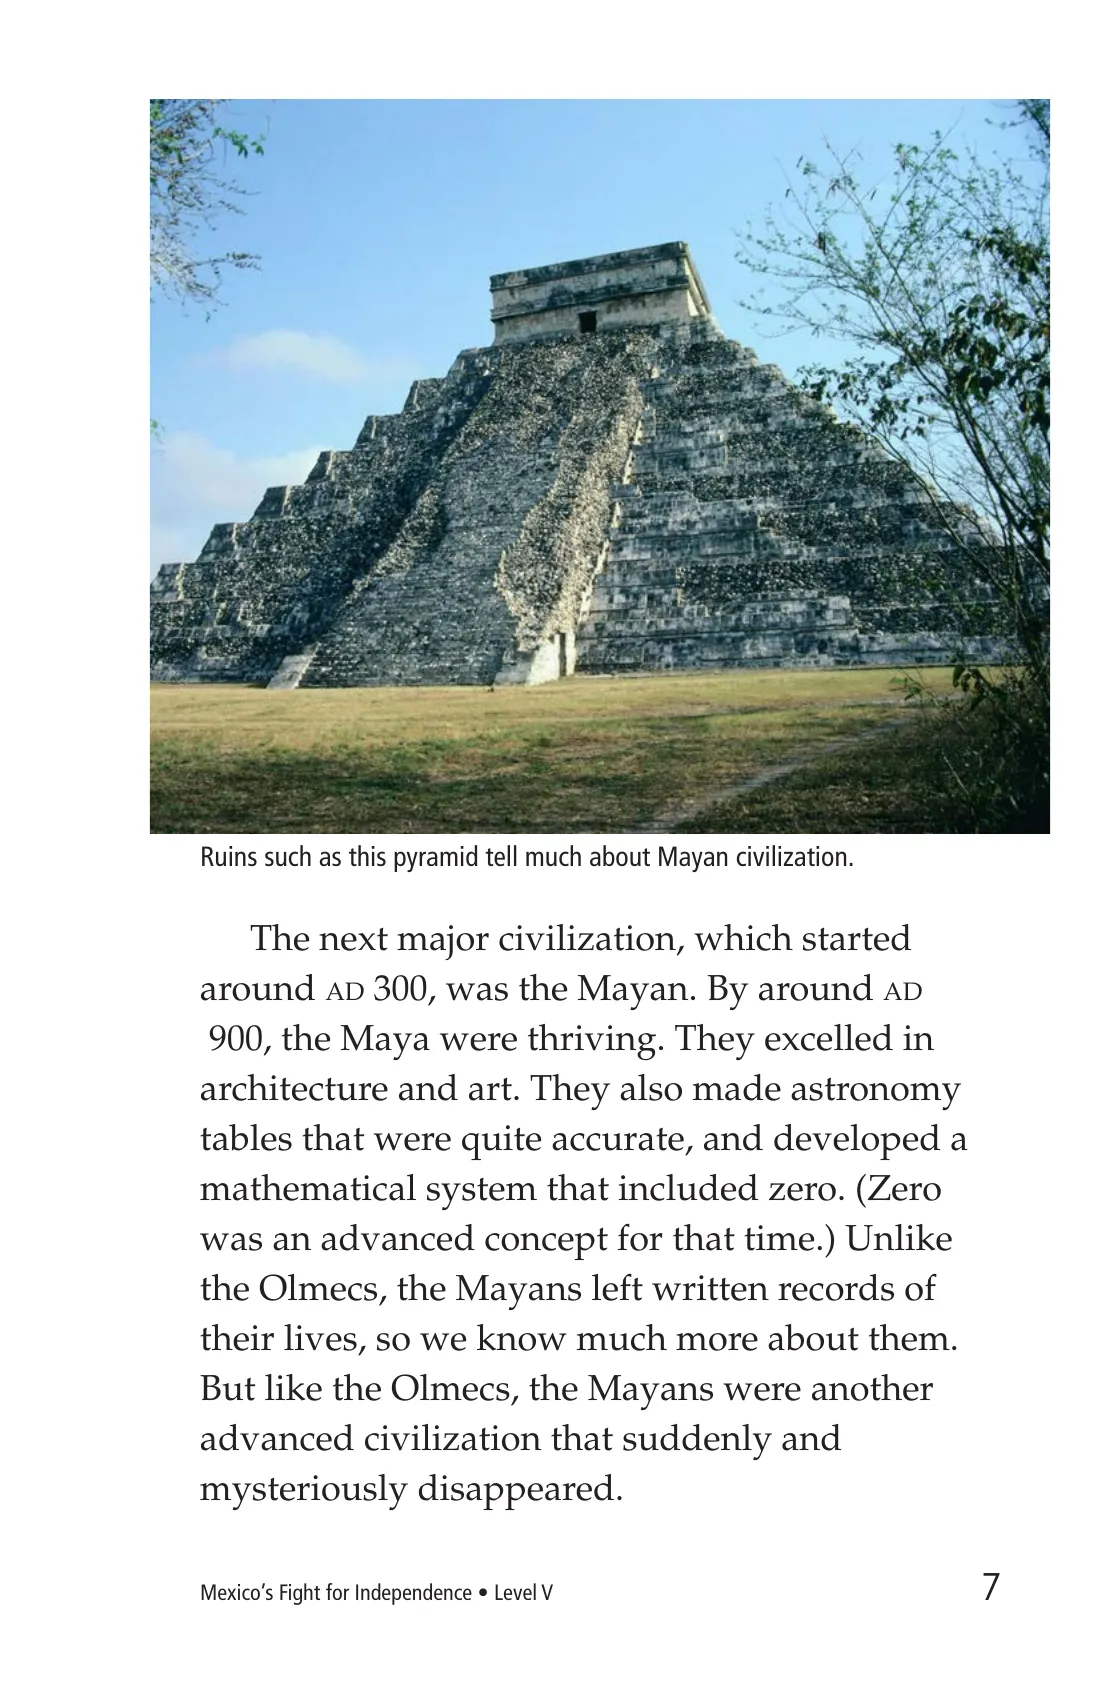 Ruins such as this pyramid tell much about Mayan civilization.
The next major civilization, which started
around AD 300, was the Mayan. By around AD
900, the Maya were thriving. They excelled in
architecture and art. They also made astronomy
tables that were quite accurate, and developed a
mathematical system that included zero. (Zero
was an advanced concept for that time.) Unlike
the Olmecs, the Mayans left written records of
their lives, so we know much more about them.
But like the Olmecs, the Mayans were another
advanced civilization that suddenly and
mysteriously disappeared.
Mexico's Fight for Independence • Level V
7